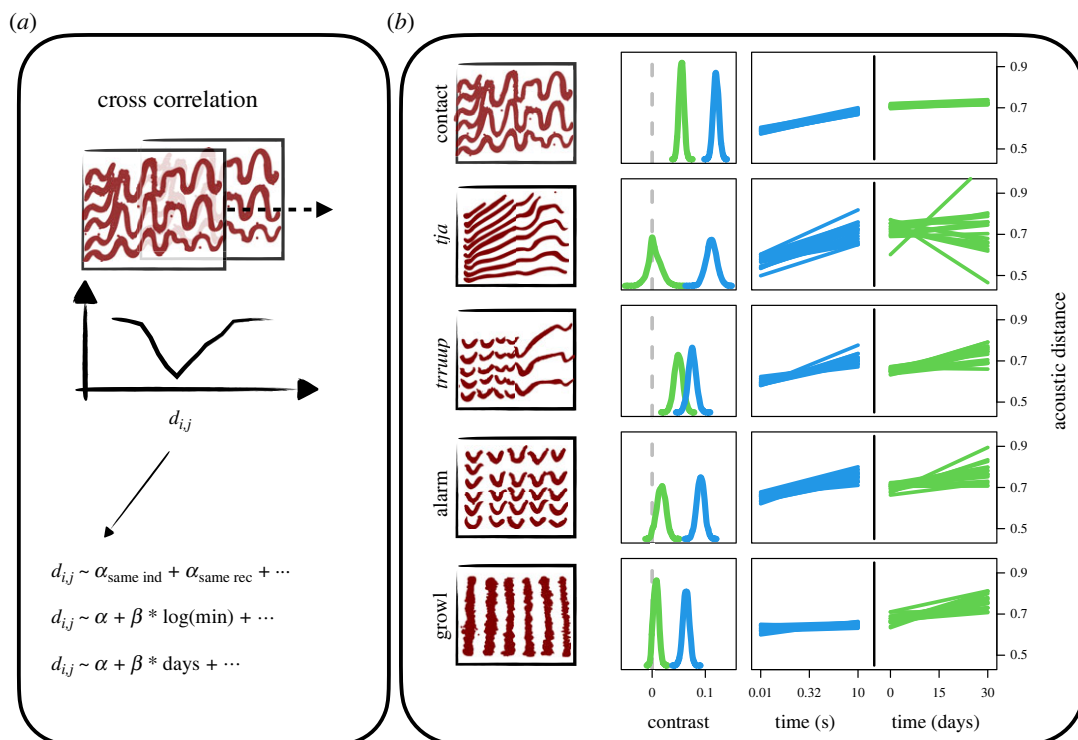 (a)
cross correlation
d_{i,j}
d_{i,j} ~ α_{same ind} + α_{same rec} + ···
d_{i,j} ~ α + β * log(min) + ···
d_{i,j} ~ α + β * days + ···
(b)
contact
tja
trruup
alarm
growl
0.9
0.7
0.5
0.9
0.7
0.5
0.9
0.7
0.5
0.9
0.7
0.5
0.9
0.7
0.5
acoustic distance
0 0.1
0.01 0.32 10
0 15 30
contrast
time (s)
time (days)